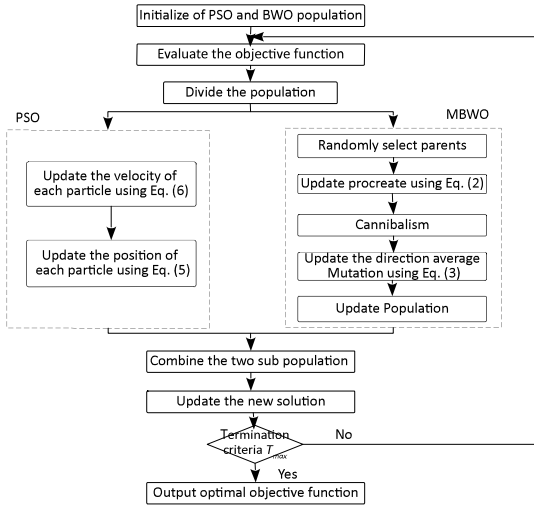 Initialize of PSO and BWO population
Evaluate the objective function
Divide the population
PSO
MBWO
Update the velocity of
each particle using Eq. (6)
Update the position of
each particle using Eq. (5)
Randomly select parents
Update procreate using Eq. (2)
Cannibalism
Update the direction average
Mutation using Eq. (3)
Update Population
Combine the two sub population
Update the new solution
Termination
criteria Tmax
No
Yes
Output optimal objective function